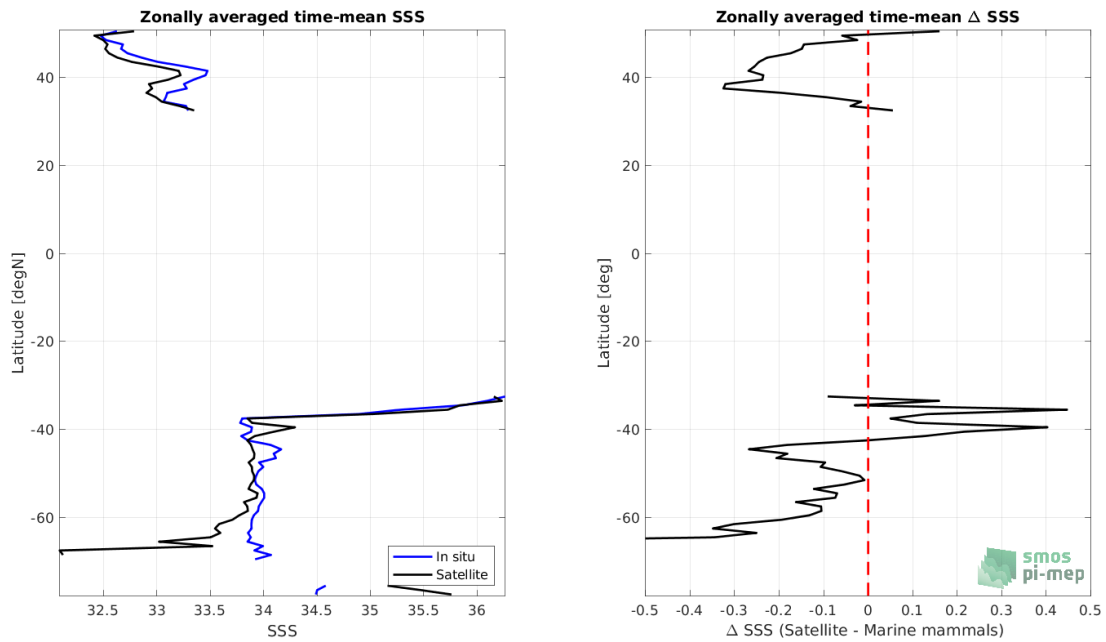 Zonally averaged time-mean SSS
40
20
0
-20
-40
-60
Latitude [degN]
32.5 33 33.5 34 34.5 35 35.5 36
SSS
In situ
Satellite
Zonally averaged time-mean Δ SSS
40
20
0
-20
-40
-60
Latitude [deg]
-0.5 -0.4 -0.3 -0.2 -0.1 0 0.1 0.2 0.3 0.4 0.5
Δ SSS (Satellite - Marine mammals)
smos
pi-mep